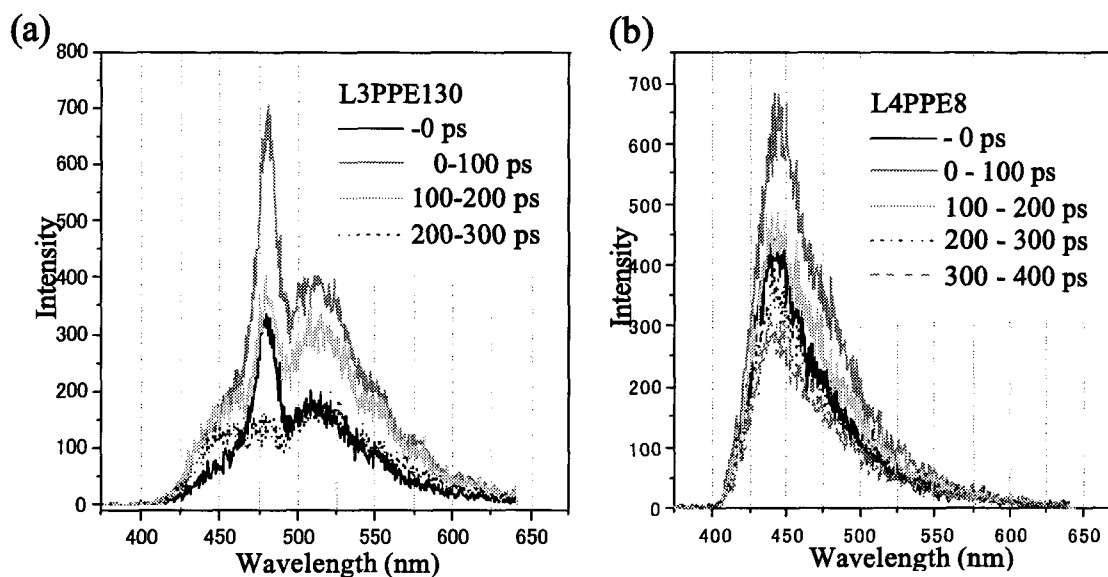 (a)
800
700
600
500
400
300
200
100
0
Intensity
L3PPE130
-0 ps
0-100 ps
100-200 ps
200-300 ps
400 450 500 550 600 650
Wavelength (nm)
(b)
700
600
500
400
300
200
100
0
Intensity
L4PPE8
- 0 ps
0 - 100 ps
100 - 200 ps
200 - 300 ps
300 - 400 ps
400 450 500 550 600 650
Wavelength (nm)